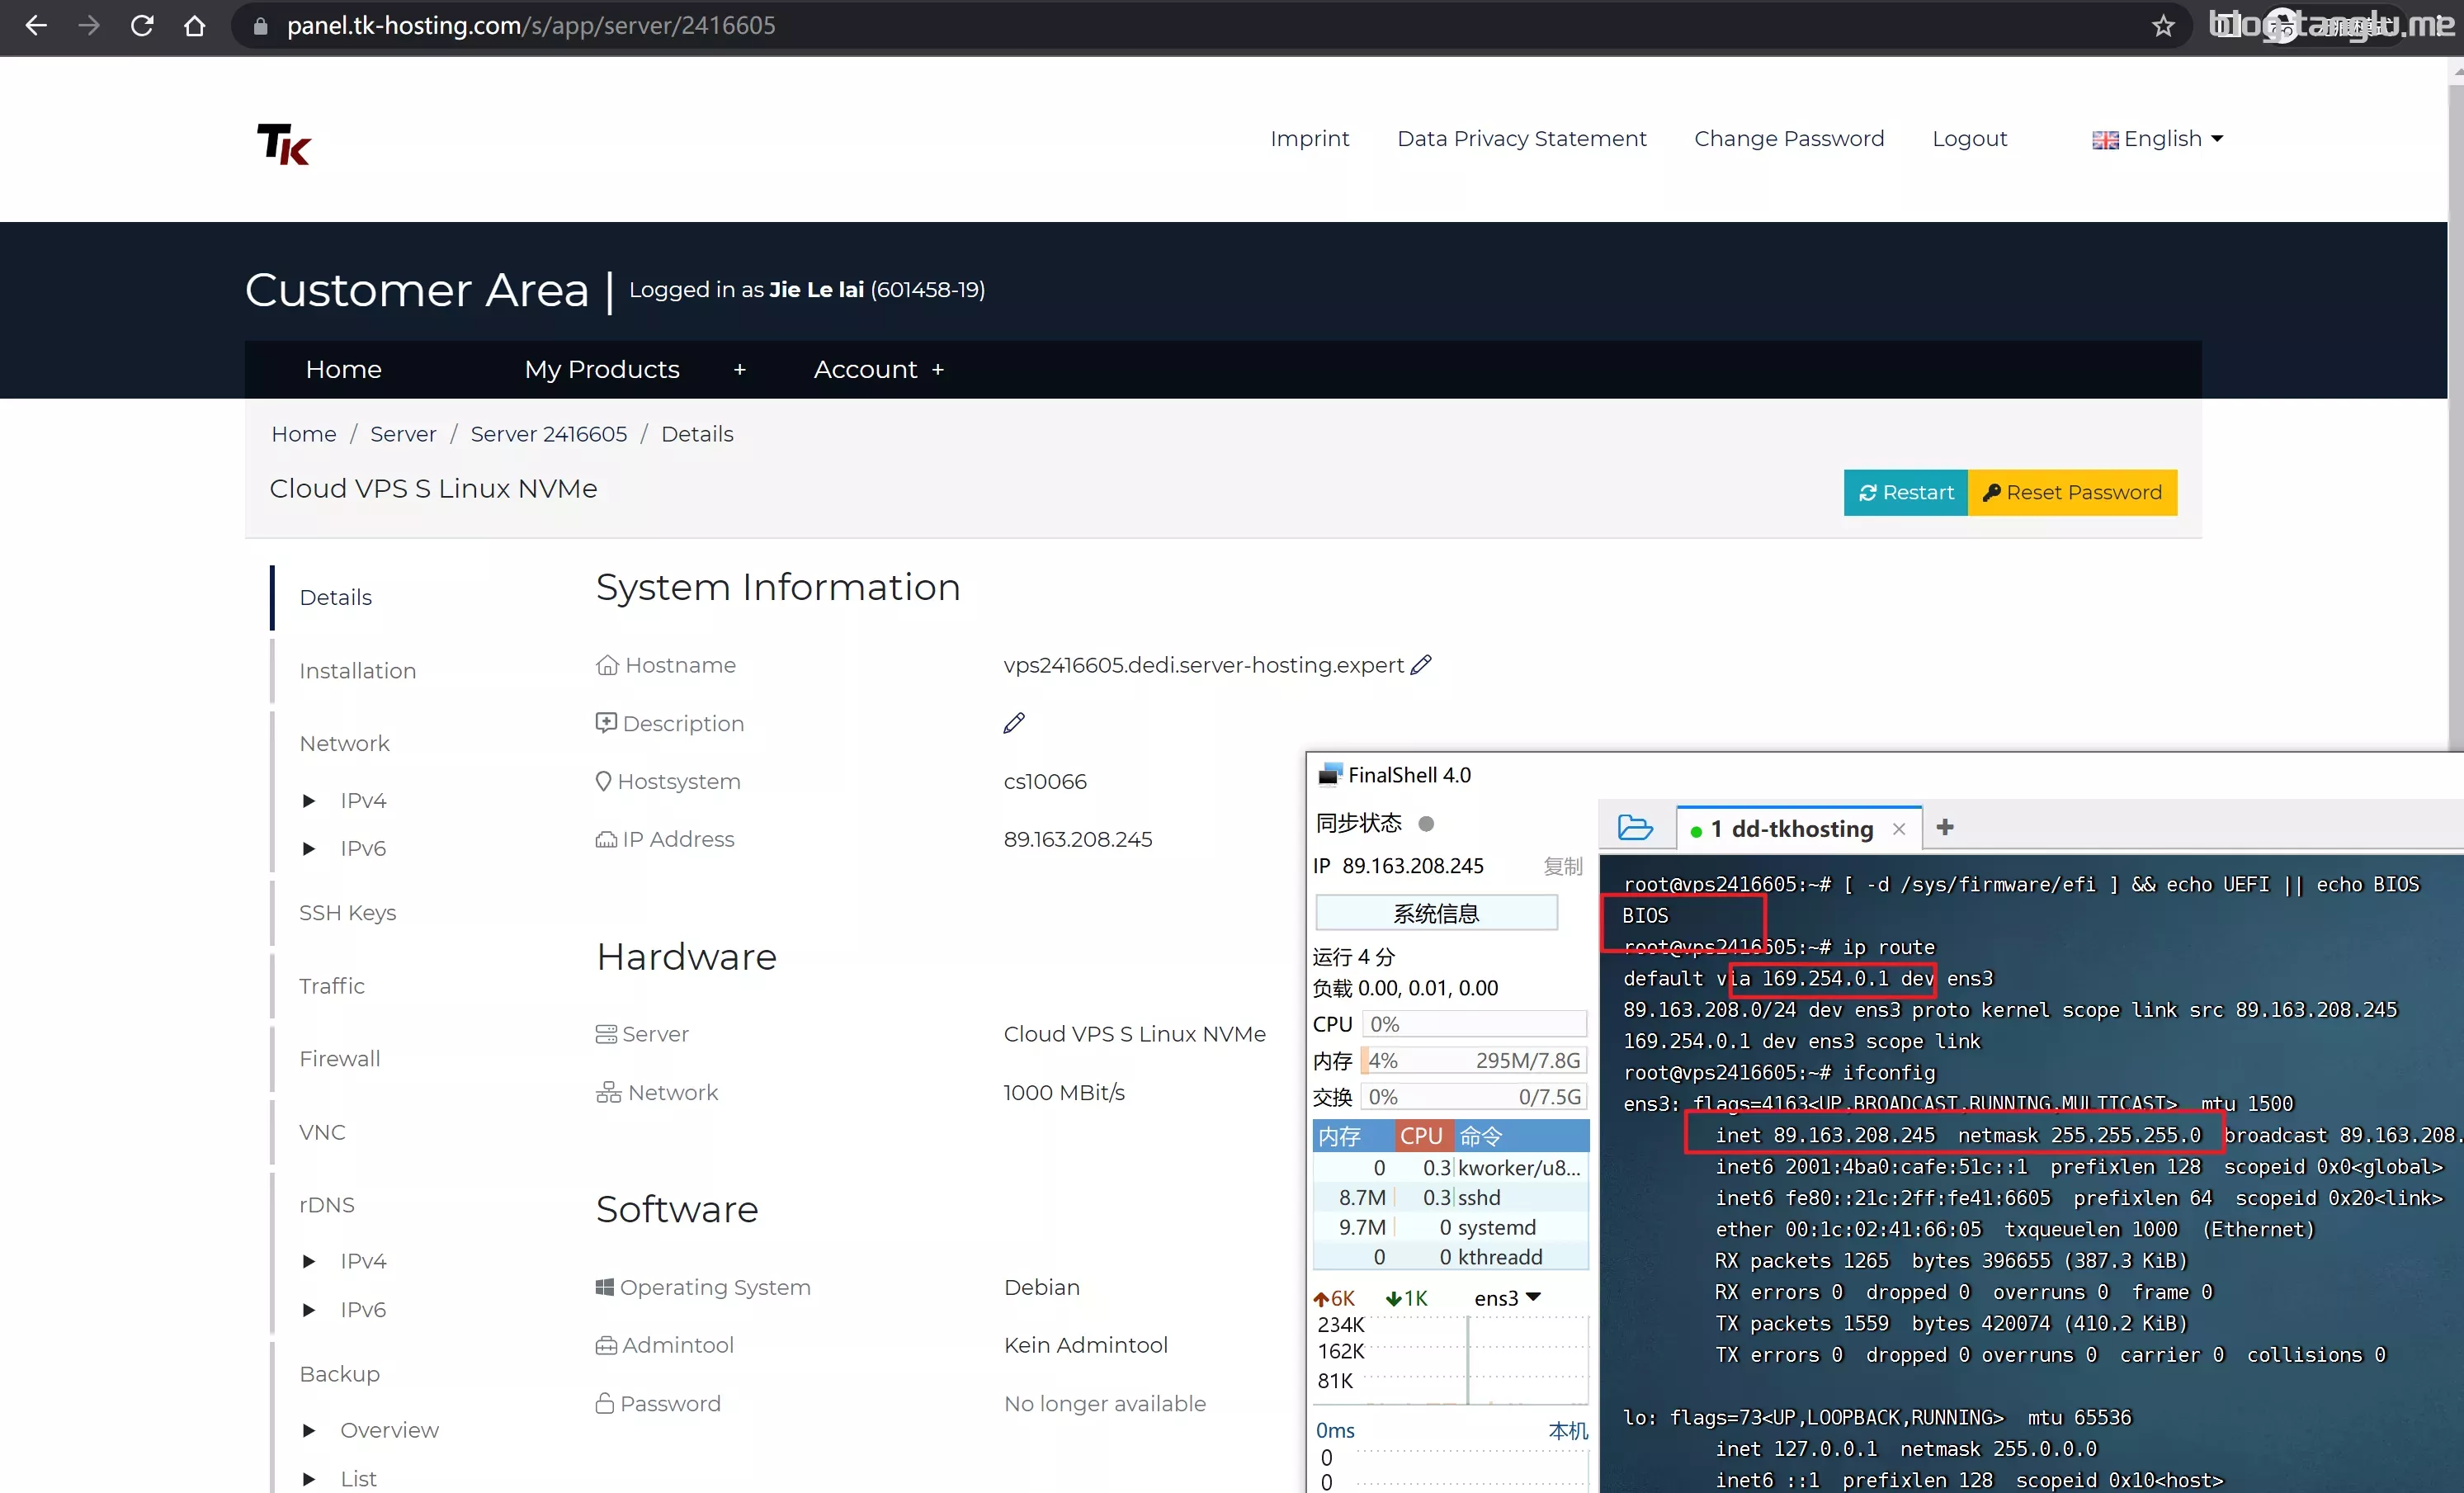 panel.tk-hosting.com/s/app/server/2416605
blog.tanglu.me
TK
Imprint Data Privacy Statement Change Password Logout English
Customer Area | Logged in as Jie Le lai (601458-19)
Home My Products + Account +
Home / Server / Server 2416605 / Details
Cloud VPS S Linux NVMe
Restart Reset Password
Details
Installation
Network
IPv4
IPv6
SSH Keys
Traffic
Firewall
VNC
rDNS
IPv4
IPv6
Backup
Overview
List
System Information
Hostname vps2416605.dedi.server-hosting.expert
Description
Hostsystem cs10066
IP Address 89.163.208.245
Hardware
Server Cloud VPS S Linux NVMe
Network 1000 MBit/s
Software
Operating System Debian
Admintool Kein Admintool
Password No longer available
FinalShell 4.0
同步状态
IP 89.163.208.245 复制
系统信息
运行 4 分
负载 0.00, 0.01, 0.00
CPU 0%
内存 4% 295M/7.8G
交换 0% 0/7.5G
内存 CPU 命令
0 0.3 kworker/u8...
8.7M 0.3 sshd
9.7M 0 systemd
0 0 kthreadd
6K 1K ens3
234K
162K
81K
0ms 本机
0
0
1 dd-tkhosting × +
root@vps2416605:~# [ -d /sys/firmware/efi ] && echo UEFI || echo BIOS
BIOS
root@vps2416605:~# ip route
default via 169.254.0.1 dev ens3
89.163.208.0/24 dev ens3 proto kernel scope link src 89.163.208.245
169.254.0.1 dev ens3 scope link
root@vps2416605:~# ifconfig
ens3: flags=4163<UP,BROADCAST,RUNNING,MULTICAST> mtu 1500
inet 89.163.208.245 netmask 255.255.255.0 broadcast 89.163.208.
inet6 2001:4ba0:cafe:51c::1 prefixlen 128 scopeid 0x0<global>
inet6 fe80::21c:2ff:fe41:6605 prefixlen 64 scopeid 0x20<link>
ether 00:1c:02:41:66:05 txqueuelen 1000 (Ethernet)
RX packets 1265 bytes 396655 (387.3 KiB)
RX errors 0 dropped 0 overruns 0 frame 0
TX packets 1559 bytes 420074 (410.2 KiB)
TX errors 0 dropped 0 overruns 0 carrier 0 collisions 0
lo: flags=73<UP,LOOPBACK,RUNNING> mtu 65536
inet 127.0.0.1 netmask 255.0.0.0
inet6 ::1 prefixlen 128 scopeid 0x10<host>